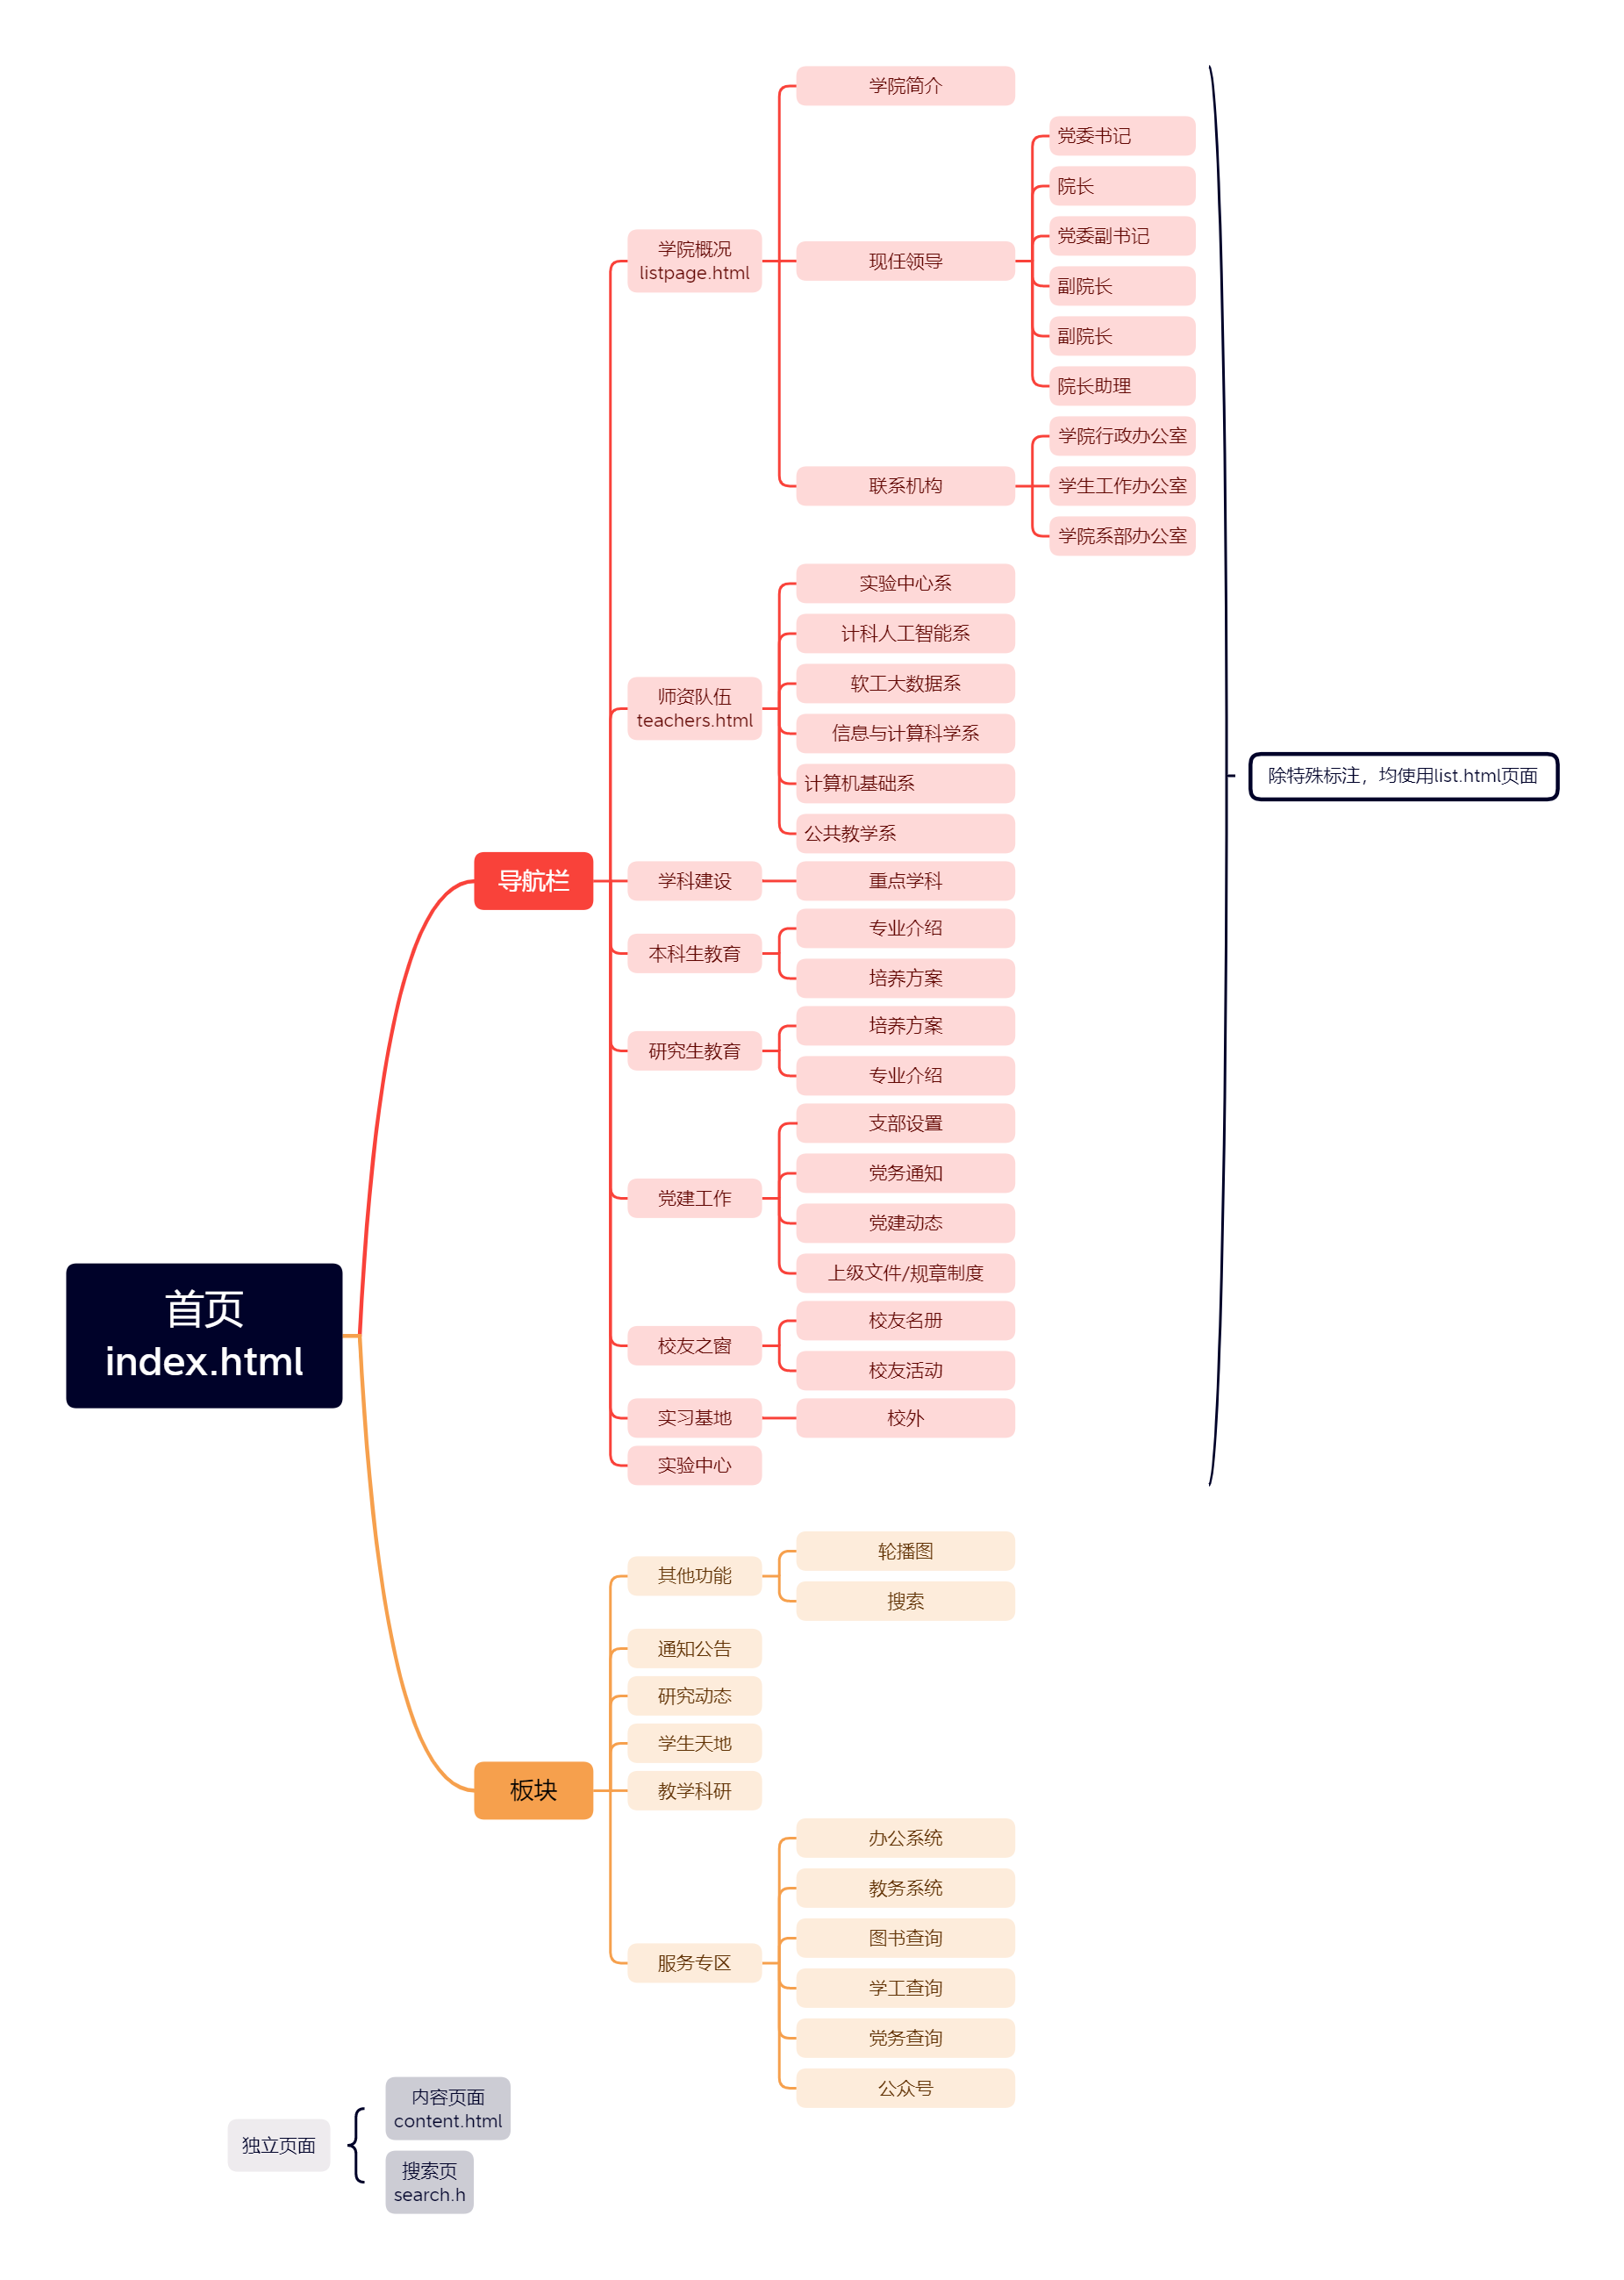 首页
index.html
导航栏
学院概况
listpage.html
学院简介
现任领导
党委书记
院长
党委副书记
副院长
副院长
院长助理
联系机构
学院行政办公室
学生工作办公室
学院系部办公室
师资队伍
teachers.html
实验中心系
计科人工智能系
软工大数据系
信息与计算科学系
计算机基础系
公共教学系
学科建设
重点学科
本科生教育
专业介绍
培养方案
研究生教育
培养方案
专业介绍
党建工作
支部设置
党务通知
党建动态
上级文件/规章制度
校友之窗
校友名册
校友活动
实习基地
校外
实验中心
除特殊标注，均使用list.html页面
板块
其他功能
轮播图
搜索
通知公告
研究动态
学生天地
教学科研
服务专区
办公系统
教务系统
图书查询
学工查询
党务查询
公众号
独立页面
内容页面
content.html
搜索页
search.h